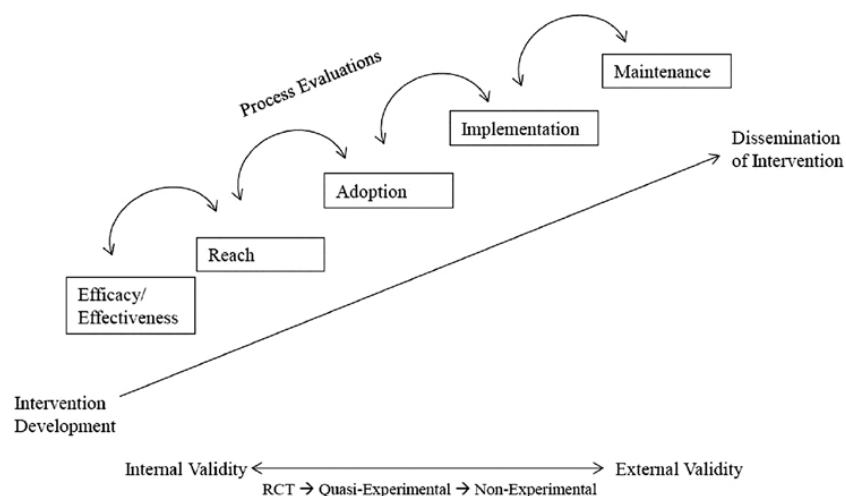 Process Evaluations
Maintenance
Implementation
Dissemination
of Intervention
Adoption
Reach
Efficacy/
Effectiveness
Intervention
Development
Internal Validity
External Validity
RCT → Quasi-Experimental → Non-Experimental